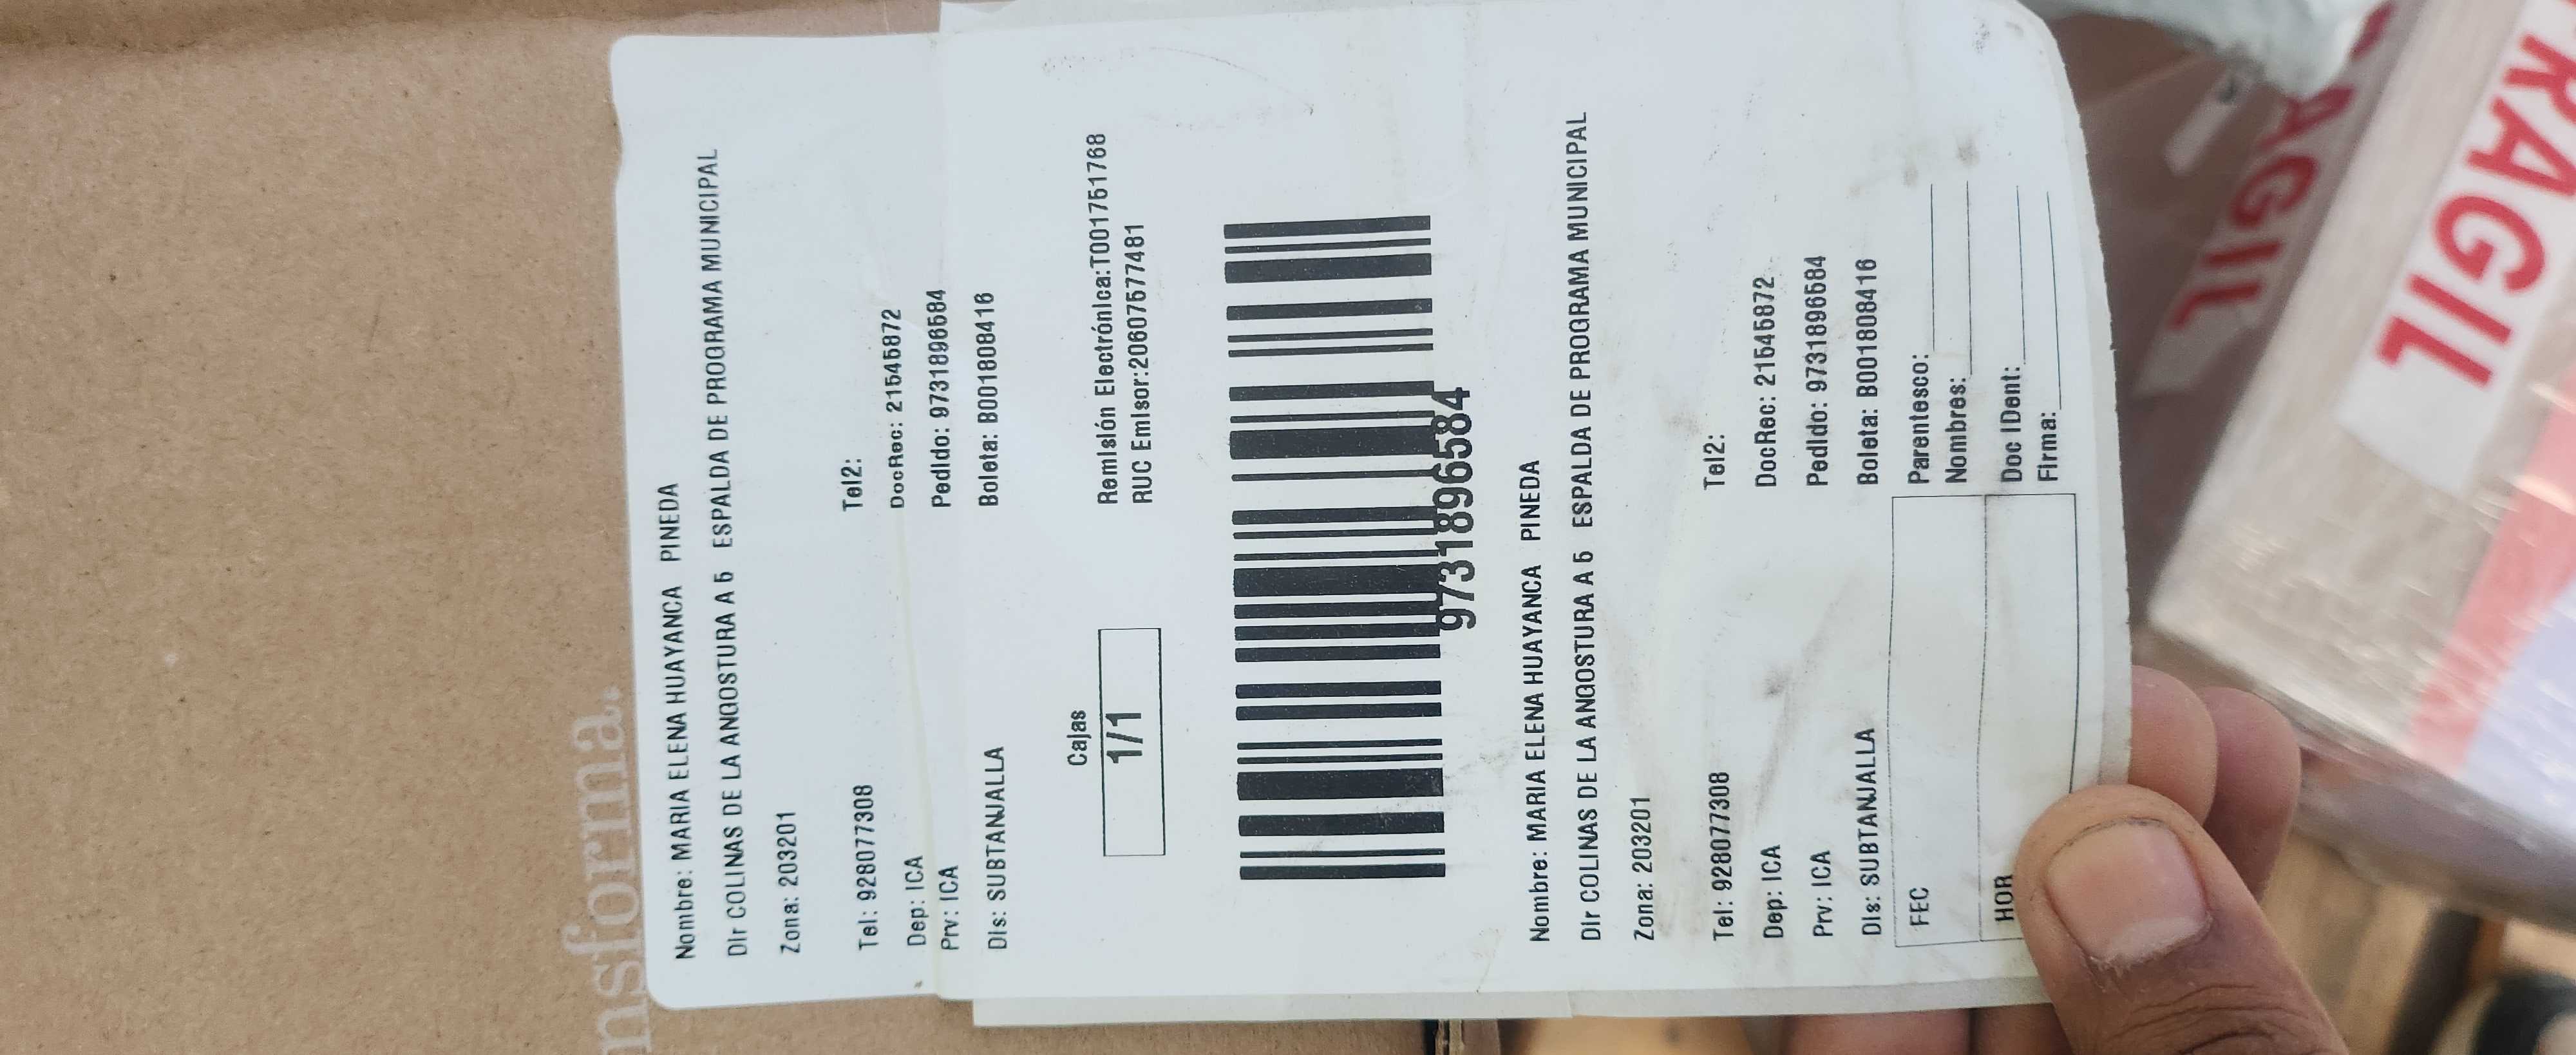 nsforma.
Nombre: MARIA ELENA HUAYANCA PINEDA
Dir COLINAS DE LA ANGOSTURA A 5 ESPALDA DE PROGRAMA MUNICIPAL
Zona: 203201
Tel: 928077308 Tel2:
Dep: ICA DocRec: 21545872
Prv: ICA Pedido: 97318965​84
Dis: SUBTANJALLA Boleta: B001808416
Cajas
1/1
Remisión Electrónica:T001751768
RUC Emisor:20607577481
9731896584
Nombre: MARIA ELENA HUAYANCA PINEDA
Dir COLINAS DE LA ANGOSTURA A 5 ESPALDA DE PROGRAMA MUNICIPAL
Zona: 203201
Tel: 928077308 Tel2:
Dep: ICA DocRec: 21545872
Prv: ICA Pedido: 9731896584
Dis: SUBTANJALLA Boleta: B001808416
FEC
HOR
Parentesco:
Nombres:
Doc IDent:
Firma:
RAGIL
AGIL